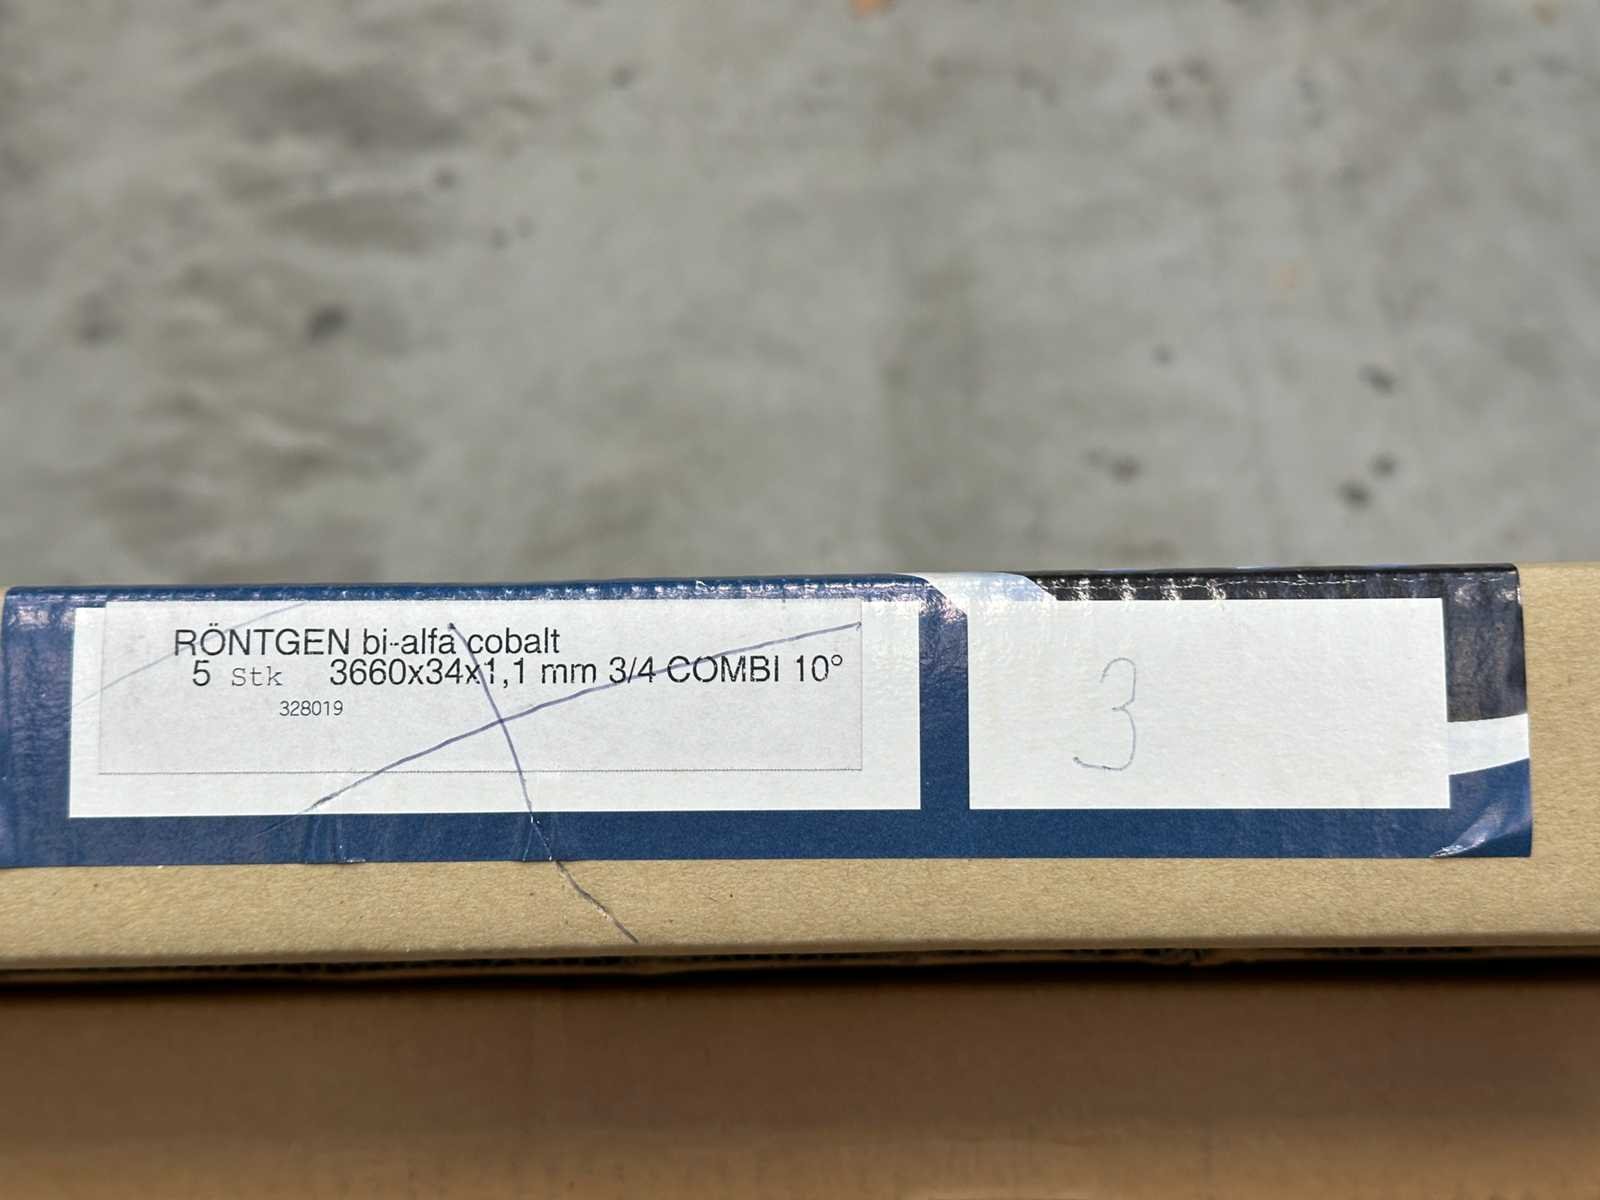 RÖNTGEN bi-alfa cobalt
5 Stk 3660x34x1,1 mm 3/4 COMBI 10°
328019
3